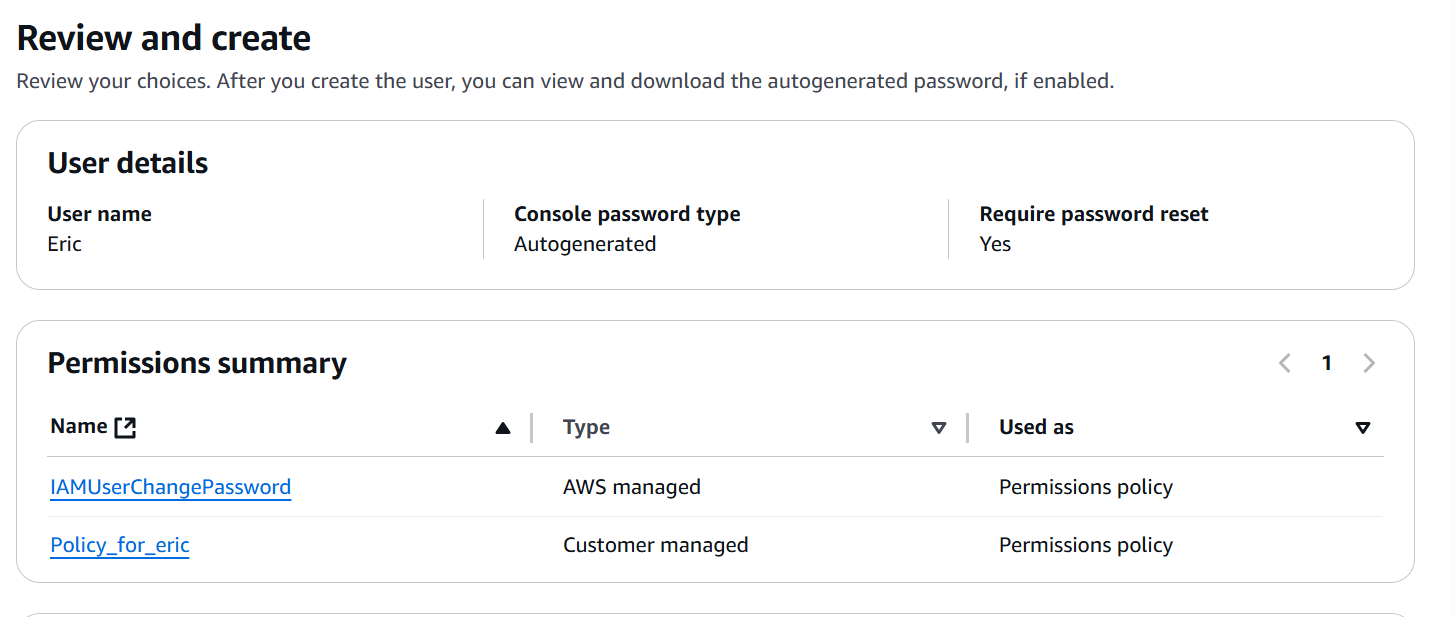 Review and create
Review your choices. After you create the user, you can view and download the autogenerated password, if enabled.
User details
User name
Eric
Console password type
Autogenerated
Require password reset
Yes
Permissions summary
1
Name Type Used as
IAMUserChangePassword AWS managed Permissions policy
Policy_for_eric Customer managed Permissions policy